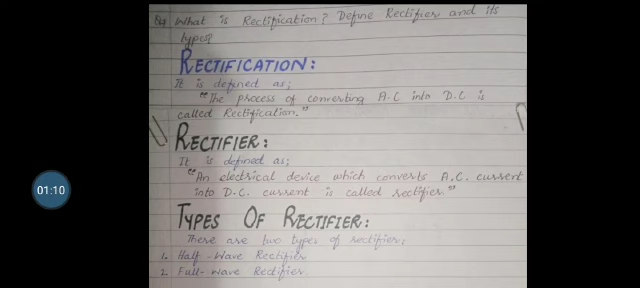 Q4 What is Rectification? Define Rectifier and its
types?
RECTIFICATION:
It is defined as;
"The process of converting A.C into D.C is
called Rectification."
RECTIFIER:
It is defined as;
"An electrical device which converts A.C. current
into D.C. current is called rectifier."
TYPES OF RECTIFIER:
There are two types of rectifier;
1. Half-Wave Rectifier
2. Full-Wave Rectifier.
01:10